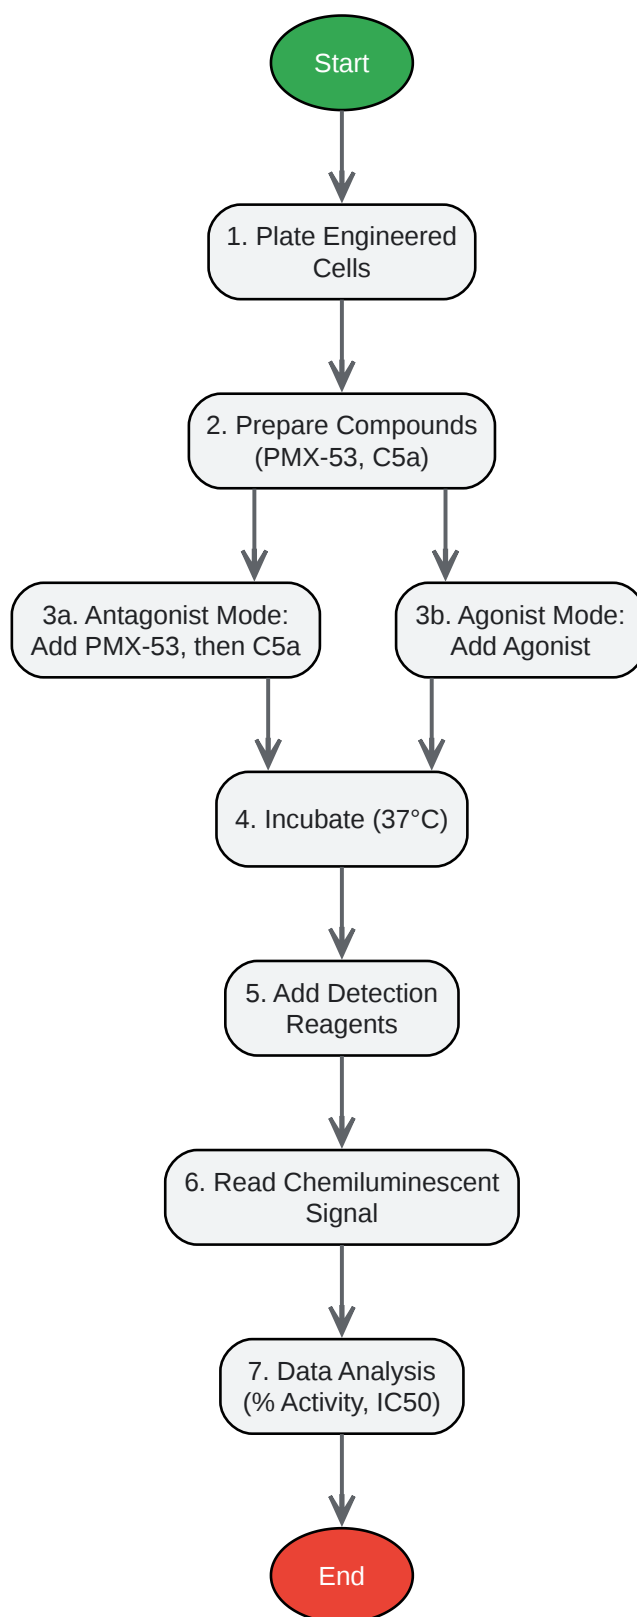 Start
1. Plate Engineered
Cells
2. Prepare Compounds
(PMX-53, C5a)
3a. Antagonist Mode:
Add PMX-53, then C5a
3b. Agonist Mode:
Add Agonist
4. Incubate (37°C)
5. Add Detection
Reagents
6. Read Chemiluminescent
Signal
7. Data Analysis
(% Activity, IC50)
End